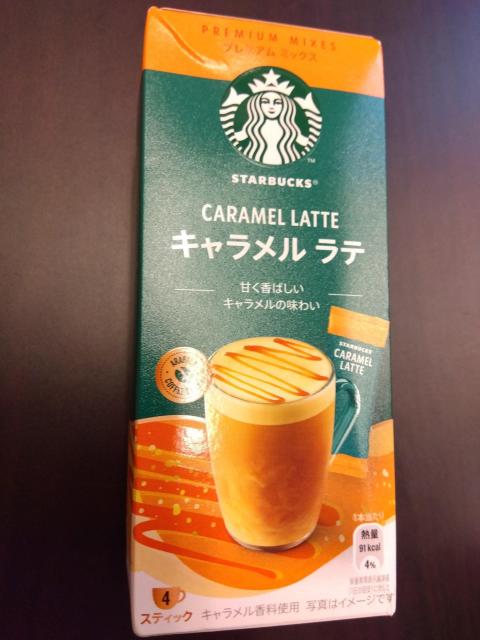 PREMIUM MIXES
プレミアム ミックス
TM
STARBUCKS®
CARAMEL LATTE
キャラメル ラテ
甘く香ばしい
キャラメルの味わい
STARBUCKS
CARAMEL
LATTE
COFFEE
1本当たり
熱量
91 kcal
4%
4
スティック
キャラメル香料使用 写真はイメージです